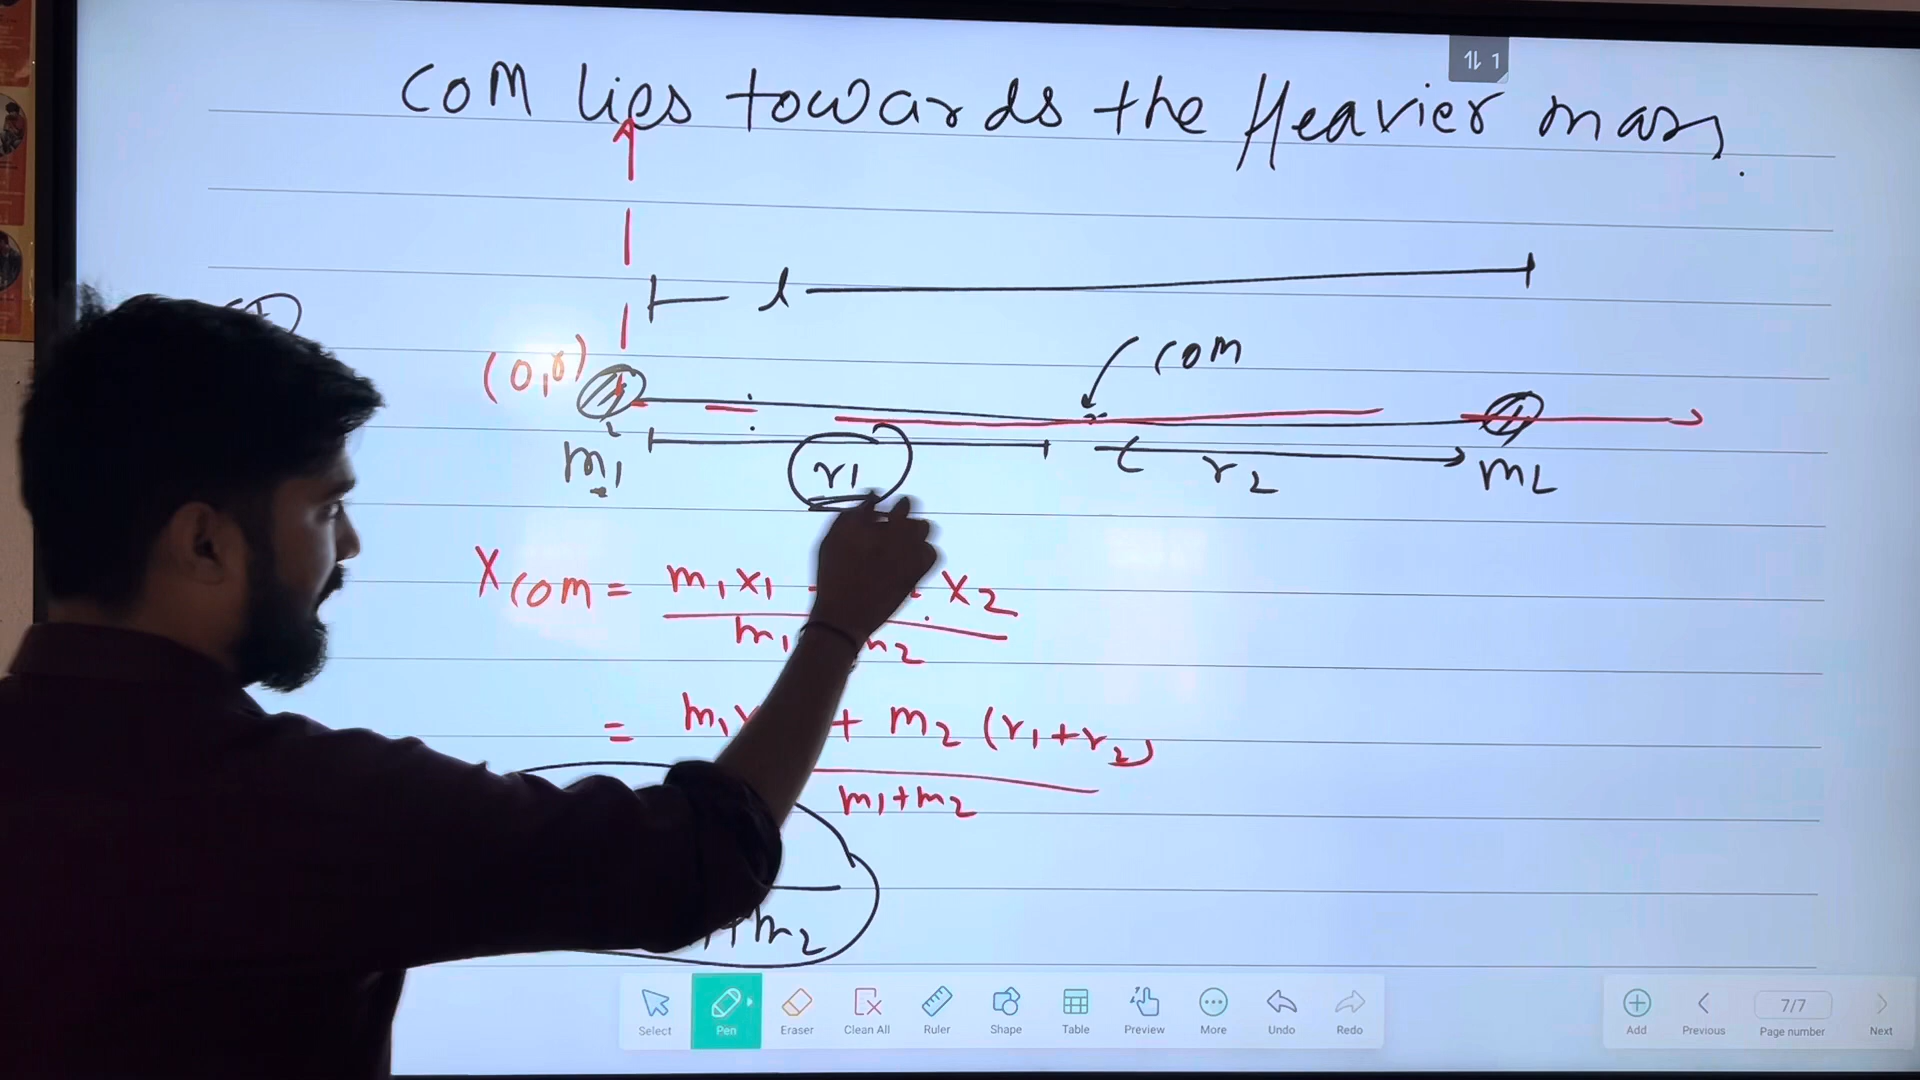 COM lies towards the Heavier mass.
⇅ 1
l
(0,0)
COM
m1 r1 r2 m2
Xcom = m1x1 x2
m1 m2
= m1 + m2 (r1+r2)
m1+m2
+m2
Select Pen Eraser Clean All Ruler Shape Table Preview More Undo Redo
Add Previous 7/7 Page number Next